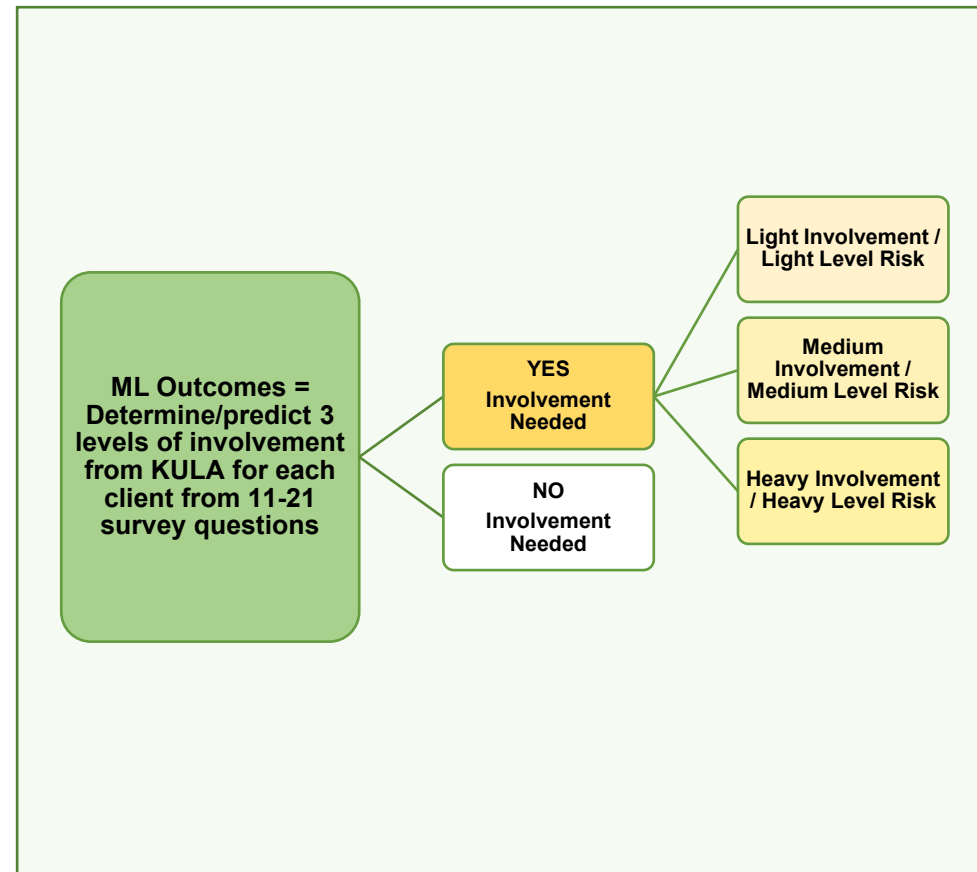 ML Outcomes =
Determine/predict 3
levels of involvement
from KULA for each
client from 11-21
survey questions
YES
Involvement
Needed
NO
Involvement
Needed
Light Involvement /
Light Level Risk
Medium
Involvement /
Medium Level Risk
Heavy Involvement
/ Heavy Level Risk